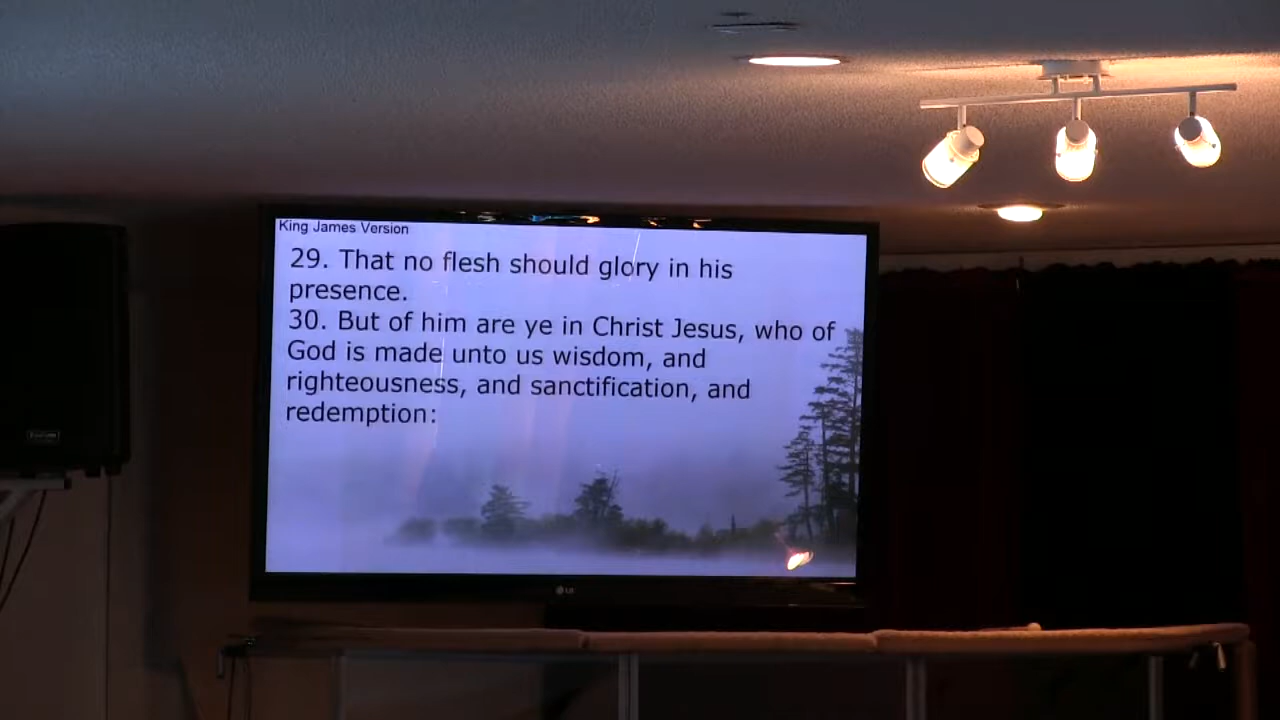 King James Version
29. That no flesh should glory in his
presence.
30. But of him are ye in Christ Jesus, who of
God is made unto us wisdom, and
righteousness, and sanctification, and
redemption:
LG